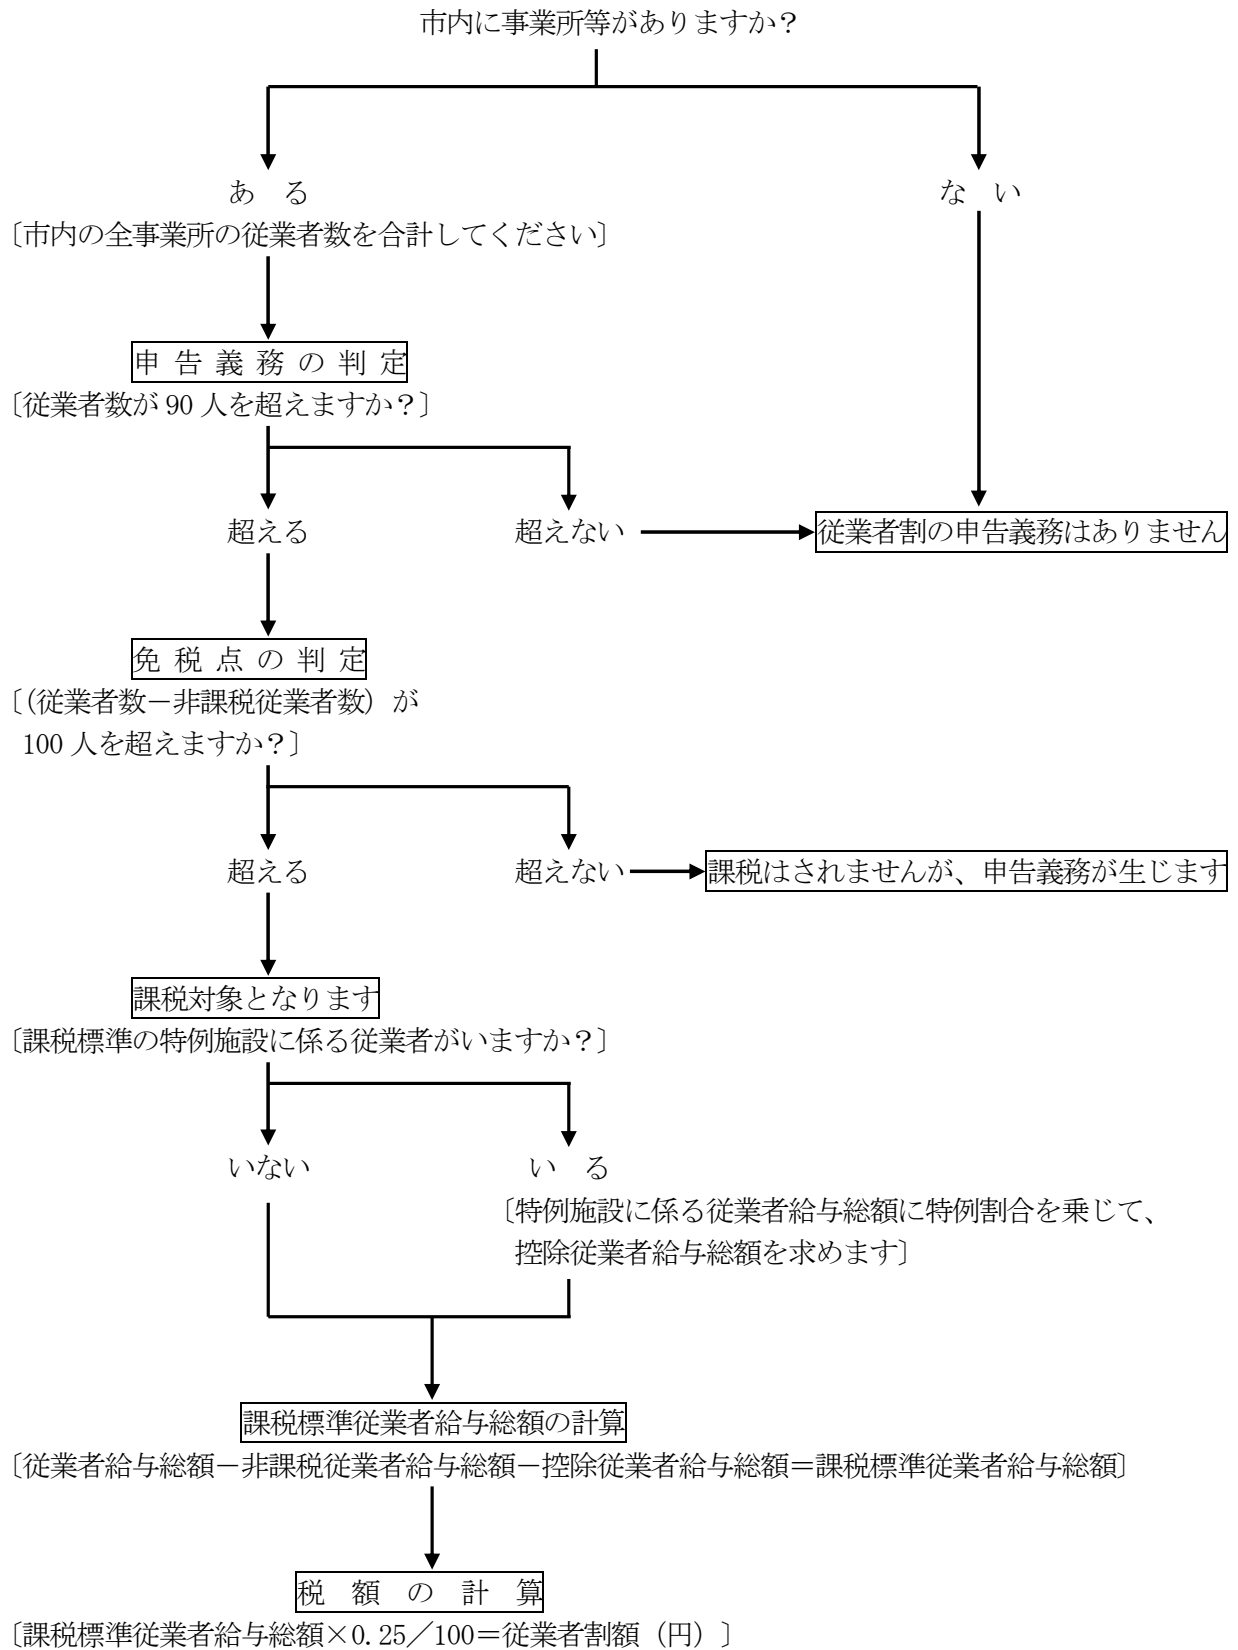 市内に事業所等がありますか？
あ　る
な　い
〔市内の全事業所の従業者数を合計してください〕
申 告 義 務 の 判 定
〔従業者数が 90 人を超えますか？〕
超える
超えない
従業者割の申告義務はありません
免 税 点 の 判 定
〔(従業者数－非課税従業者数）が
100 人を超えますか？〕
超える
超えない
課税はされませんが、申告義務が生じます
課税対象となります
〔課税標準の特例施設に係る従業者がいますか？〕
いない
い　る
〔特例施設に係る従業者給与総額に特例割合を乗じて、
控除従業者給与総額を求めます〕
課税標準従業者給与総額の計算
〔従業者給与総額－非課税従業者給与総額－控除従業者給与総額＝課税標準従業者給与総額〕
税　額　の　計　算
〔課税標準従業者給与総額×0.25／100＝従業者割額（円）〕